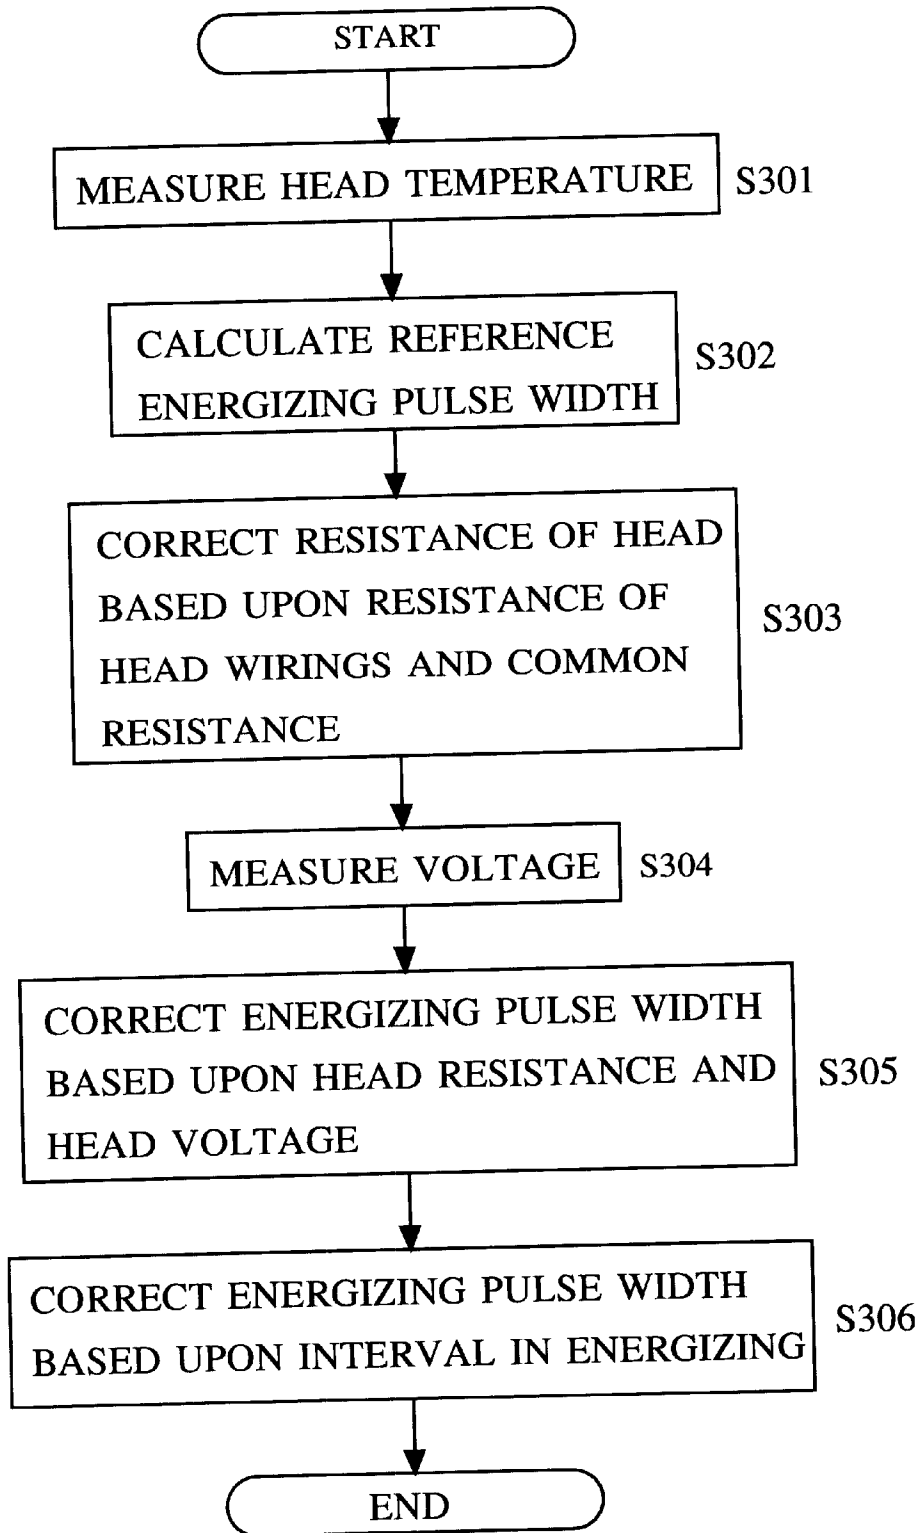 START
MEASURE HEAD TEMPERATURE
S301
CALCULATE REFERENCE
ENERGIZING PULSE WIDTH
S302
CORRECT RESISTANCE OF HEAD
BASED UPON RESISTANCE OF
HEAD WIRINGS AND COMMON
RESISTANCE
S303
MEASURE VOLTAGE
S304
CORRECT ENERGIZING PULSE WIDTH
BASED UPON HEAD RESISTANCE AND
HEAD VOLTAGE
S305
CORRECT ENERGIZING PULSE WIDTH
BASED UPON INTERVAL IN ENERGIZING
S306
END